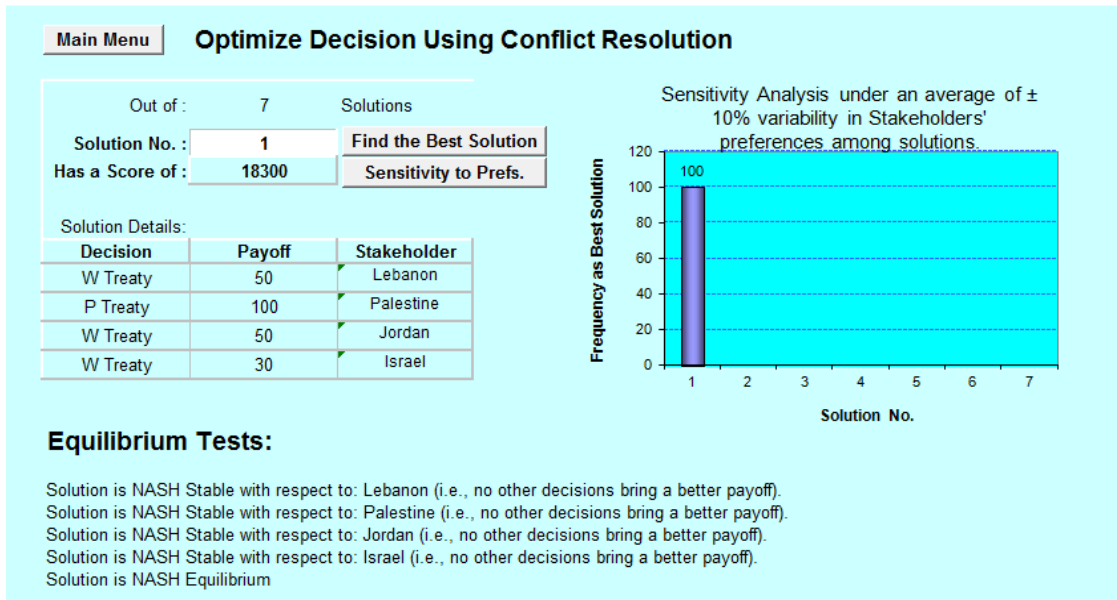 Main Menu
Optimize Decision Using Conflict Resolution
Out of : 7 Solutions
Solution No. : 1 Find the Best Solution
Has a Score of : 18300 Sensitivity to Prefs.
Solution Details:
Decision Payoff Stakeholder
W Treaty 50 Lebanon
P Treaty 100 Palestine
W Treaty 50 Jordan
W Treaty 30 Israel
Sensitivity Analysis under an average of ±
10% variability in Stakeholders'
preferences among solutions.
Frequency as Best Solution
120
100
80
60
40
20
0
100
1 2 3 4 5 6 7
Solution No.
Equilibrium Tests:
Solution is NASH Stable with respect to: Lebanon (i.e., no other decisions bring a better payoff).
Solution is NASH Stable with respect to: Palestine (i.e., no other decisions bring a better payoff).
Solution is NASH Stable with respect to: Jordan (i.e., no other decisions bring a better payoff).
Solution is NASH Stable with respect to: Israel (i.e., no other decisions bring a better payoff).
Solution is NASH Equilibrium